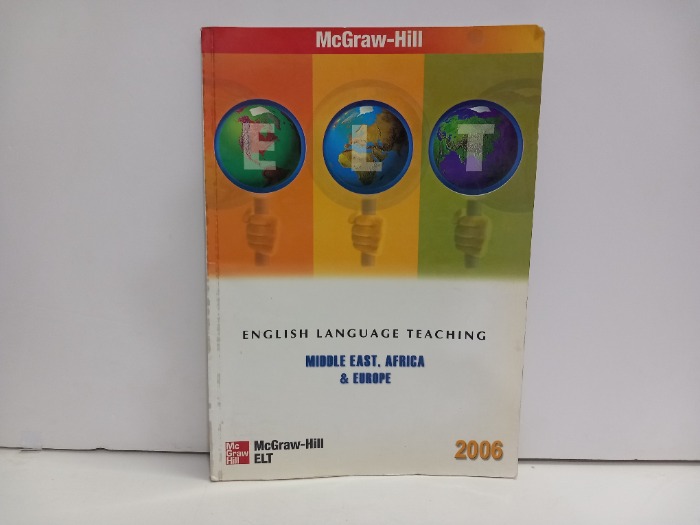 McGraw-Hill
E L T
ENGLISH LANGUAGE TEACHING
MIDDLE EAST, AFRICA
& EUROPE
Mc
Graw
Hill
McGraw-Hill
ELT
2006